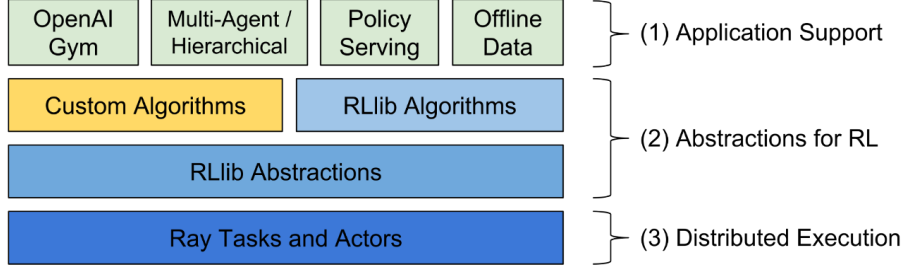 OpenAI
Gym
Multi-Agent /
Hierarchical
Policy
Serving
Offline
Data
(1) Application Support
Custom Algorithms
RLlib Algorithms
(2) Abstractions for RL
RLlib Abstractions
Ray Tasks and Actors
(3) Distributed Execution